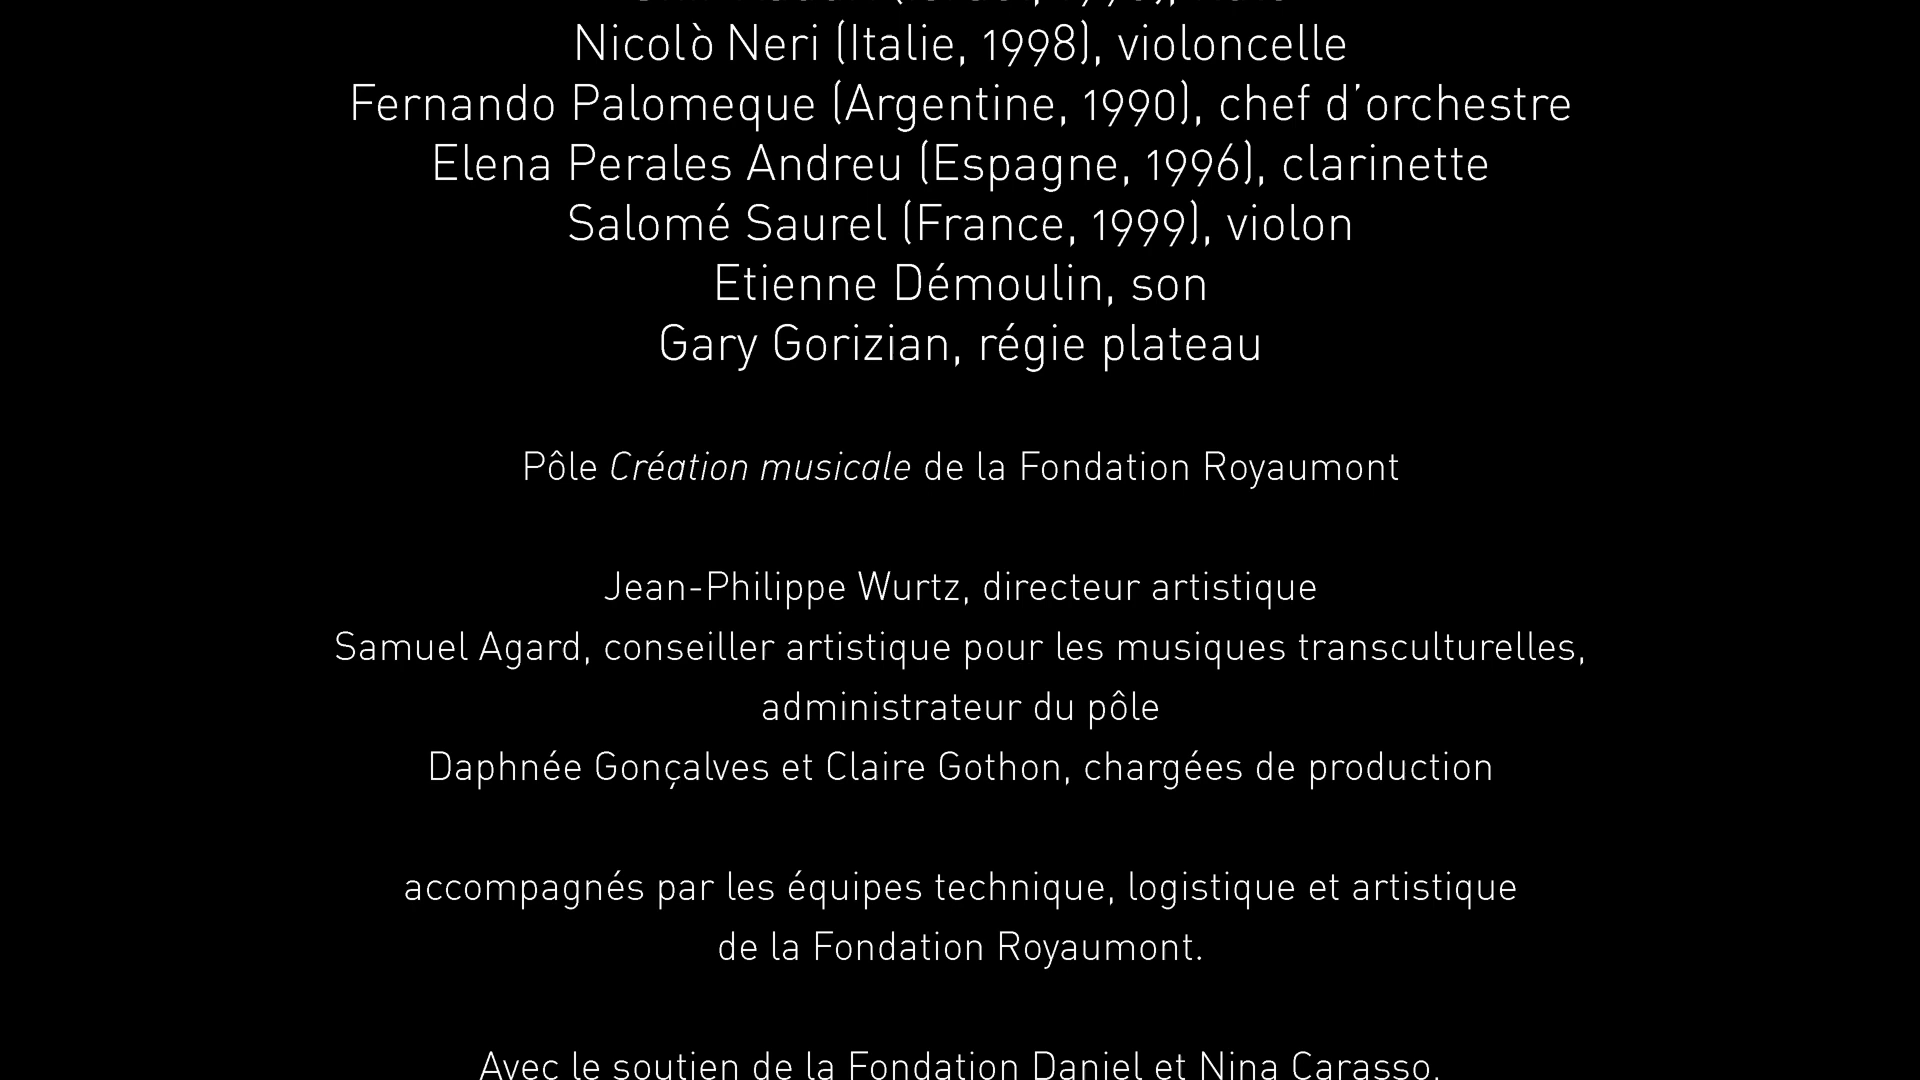 Nicolò Neri (Italie, 1998), violoncelle
Fernando Palomeque (Argentine, 1990), chef d’orchestre
Elena Perales Andreu (Espagne, 1996), clarinette
Salomé Saurel (France, 1999), violon
Etienne Démoulin, son
Gary Gorizian, régie plateau
Pôle Création musicale de la Fondation Royaumont
Jean-Philippe Wurtz, directeur artistique
Samuel Agard, conseiller artistique pour les musiques transculturelles,
administrateur du pôle
Daphnée Gonçalves et Claire Gothon, chargées de production
accompagnés par les équipes technique, logistique et artistique
de la Fondation Royaumont.
Avec le soutien de la Fondation Daniel et Nina Carasso.